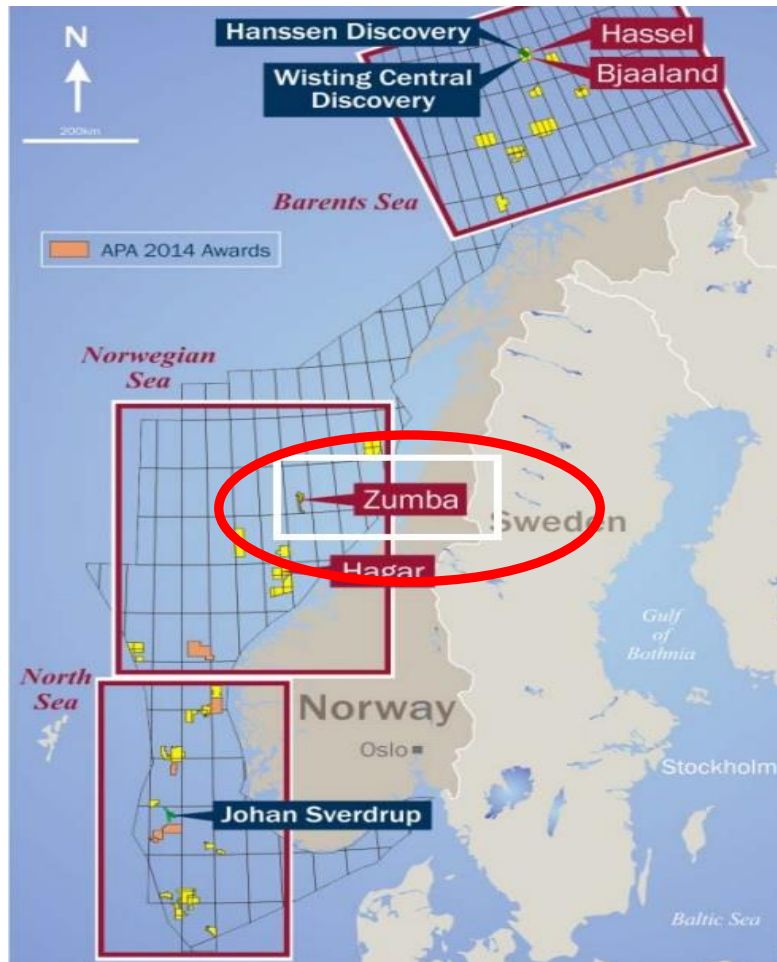 Hanssen Discovery
Hassel
N
Wisting Central
Discovery
Bjaaland
200km
Barents Sea
APA 2014 Awards
Norwegian
Sea
Zumba
Sweden
Hagar
Gulf
of
Bothnia
North
Sea
Norway
Oslo
Stockholm
Johan Sverdrup
Baltic Sea